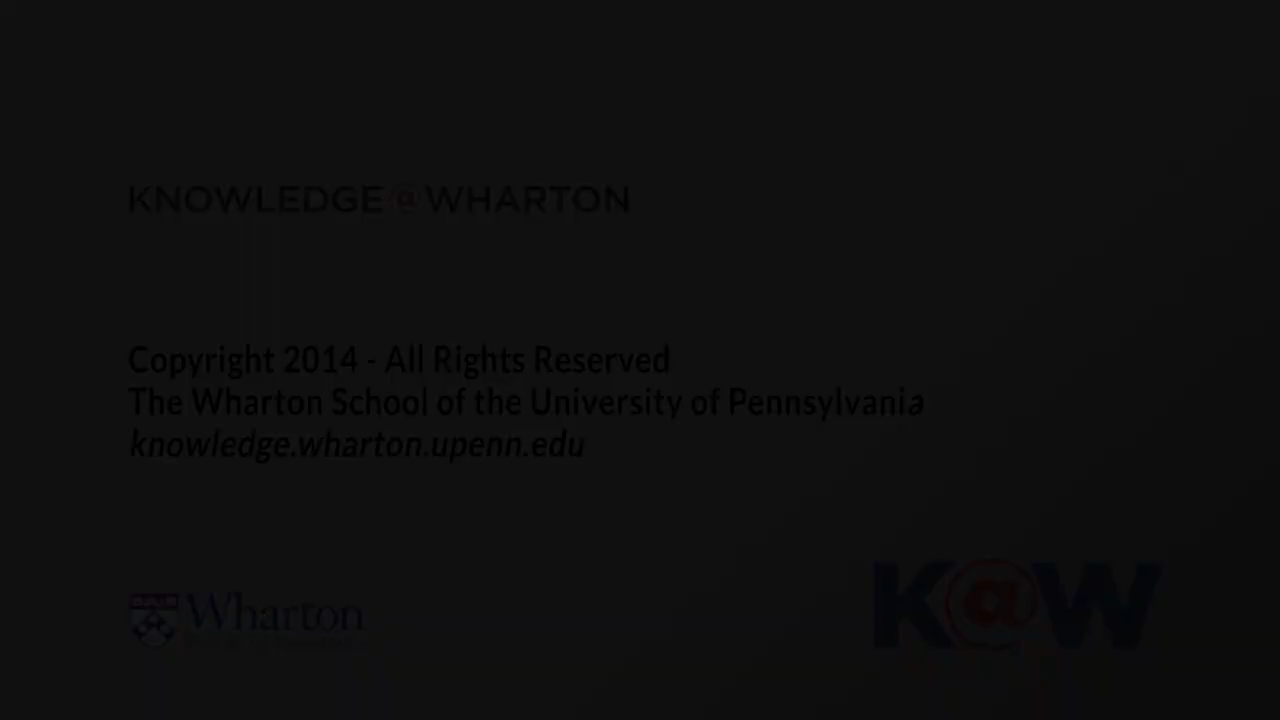 KNOWLEDGE@WHARTON
Copyright 2014 - All Rights Reserved
The Wharton School of the University of Pennsylvania
knowledge.wharton.upenn.edu
Wharton
K@W